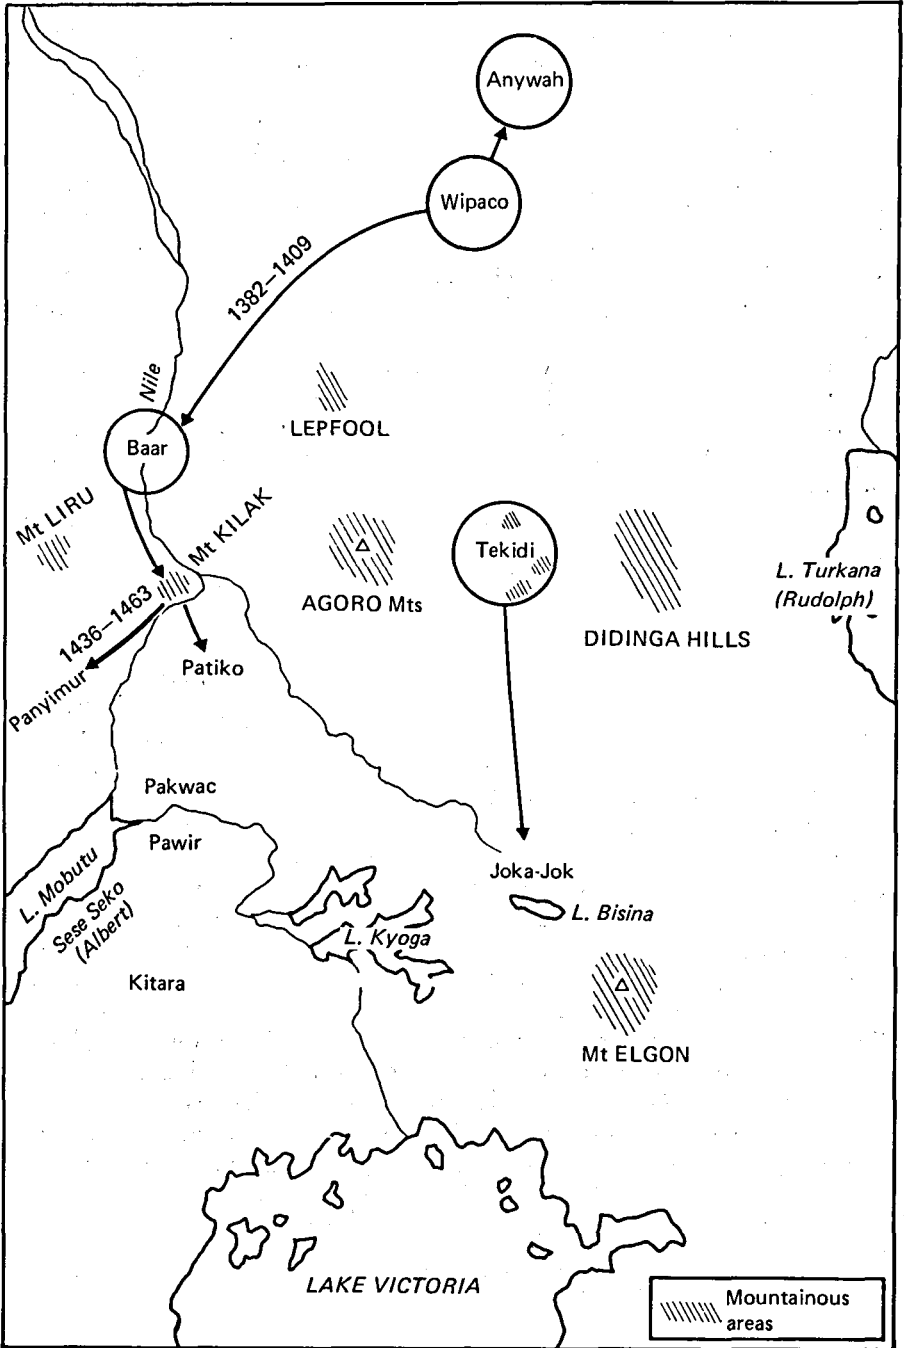 Anywah
Wipaco
1382–1409
Nile
LEPFOOL
Baar
Mt LIRU
Mt KILAK
Tekidi
AGORO Mts
L. Turkana
(Rudolph)
DIDINGA HILLS
1436–1463
Panyimur
Patiko
Pakwac
Pawir
L. Mobutu
Sese Seko
(Albert)
Joka-Jok
L. Bisina
L. Kyoga
Kitara
Mt ELGON
LAKE VICTORIA
Mountainous
areas